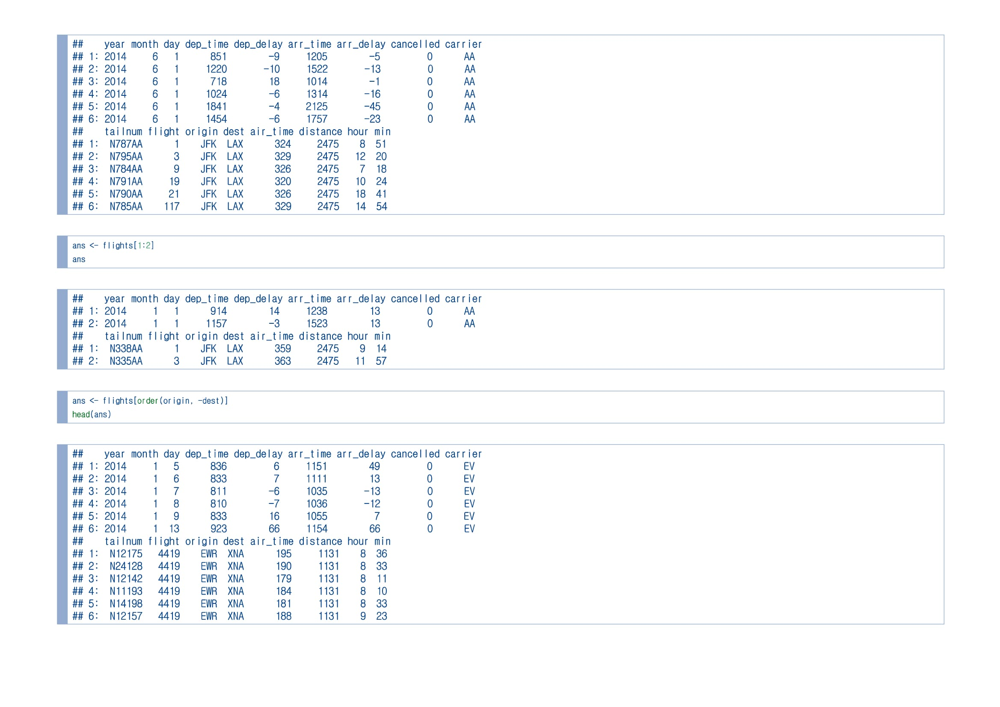 ##    year month day dep_time dep_delay arr_time arr_delay cancelled carrier
## 1: 2014     6   1      851        -9     1205        -5         0      AA
## 2: 2014     6   1     1220       -10     1522       -13         0      AA
## 3: 2014     6   1      718        18     1014        -1         0      AA
## 4: 2014     6   1     1024        -6     1314       -16         0      AA
## 5: 2014     6   1     1841        -4     2125       -45         0      AA
## 6: 2014     6   1     1454        -6     1757       -23         0      AA
##    tailnum flight origin dest air_time distance hour min
## 1:  N787AA      1    JFK  LAX      324     2475    8  51
## 2:  N795AA      3    JFK  LAX      329     2475   12  20
## 3:  N784AA      9    JFK  LAX      326     2475    7  18
## 4:  N791AA     19    JFK  LAX      320     2475   10  24
## 5:  N790AA     21    JFK  LAX      326     2475   18  41
## 6:  N785AA    117    JFK  LAX      329     2475   14  54
ans <- flights[1:2]
ans
##    year month day dep_time dep_delay arr_time arr_delay cancelled carrier
## 1: 2014     1   1      914        14     1238        13         0      AA
## 2: 2014     1   1     1157        -3     1523        13         0      AA
##    tailnum flight origin dest air_time distance hour min
## 1:  N338AA      1    JFK  LAX      359     2475    9  14
## 2:  N335AA      3    JFK  LAX      363     2475   11  57
ans <- flights[order(origin, -dest)]
head(ans)
##    year month day dep_time dep_delay arr_time arr_delay cancelled carrier
## 1: 2014     1   5      836         6     1151        49         0      EV
## 2: 2014     1   6      833         7     1111        13         0      EV
## 3: 2014     1   7      811        -6     1035       -13         0      EV
## 4: 2014     1   8      810        -7     1036       -12         0      EV
## 5: 2014     1   9      833        16     1055         7         0      EV
## 6: 2014     1  13      923        66     1154        66         0      EV
##    tailnum flight origin dest air_time distance hour min
## 1:  N12175   4419    EWR  XNA      195     1131    8  36
## 2:  N24128   4419    EWR  XNA      190     1131    8  33
## 3:  N12142   4419    EWR  XNA      179     1131    8  11
## 4:  N11193   4419    EWR  XNA      184     1131    8  10
## 5:  N14198   4419    EWR  XNA      181     1131    8  33
## 6:  N12157   4419    EWR  XNA      188     1131    9  23